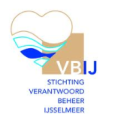 VBIJ
STICHTING
VERANTWOORD
BEHEER
IJSSELMEER